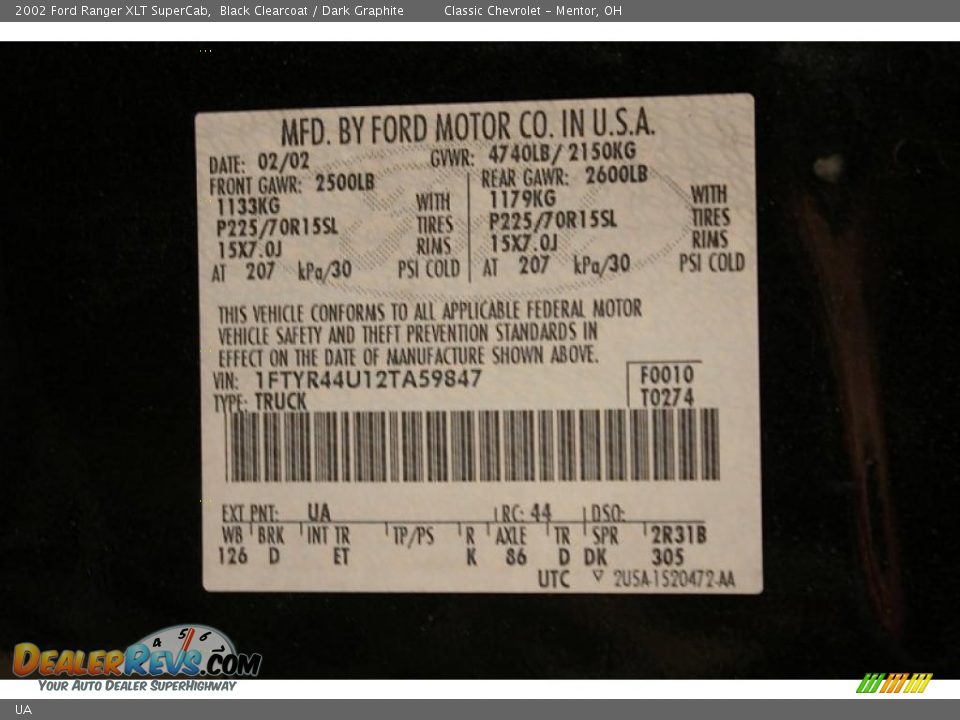 2002 Ford Ranger XLT SuperCab, Black Clearcoat / Dark Graphite Classic Chevrolet - Mentor, OH
MFD. BY FORD MOTOR CO. IN U.S.A.
DATE: 02/02 GVWR: 4740LB/ 2150KG
FRONT GAWR: 2500LB REAR GAWR: 2600LB
1133KG WITH 1179KG WITH
P225/70R15SL TIRES P225/70R15SL TIRES
15X7.0J RIMS 15X7.0J RIMS
AT 207 kPa/30 PSI COLD AT 207 kPa/30 PSI COLD
THIS VEHICLE CONFORMS TO ALL APPLICABLE FEDERAL MOTOR
VEHICLE SAFETY AND THEFT PREVENTION STANDARDS IN
EFFECT ON THE DATE OF MANUFACTURE SHOWN ABOVE.
VIN: 1FTYR44U12TA59847 F0010
TYPE: TRUCK T0274
EXT PNT: UA RC: 44 DSO:
WB BRK INT TR TP/PS R AXLE TR SPR 2R31B
126 D ET K 86 D DK 305
UTC ▽ 2U5A-1520472-AA
4 5 6
DEALERREVS.COM
YOUR AUTO DEALER SUPERHIGHWAY
UA